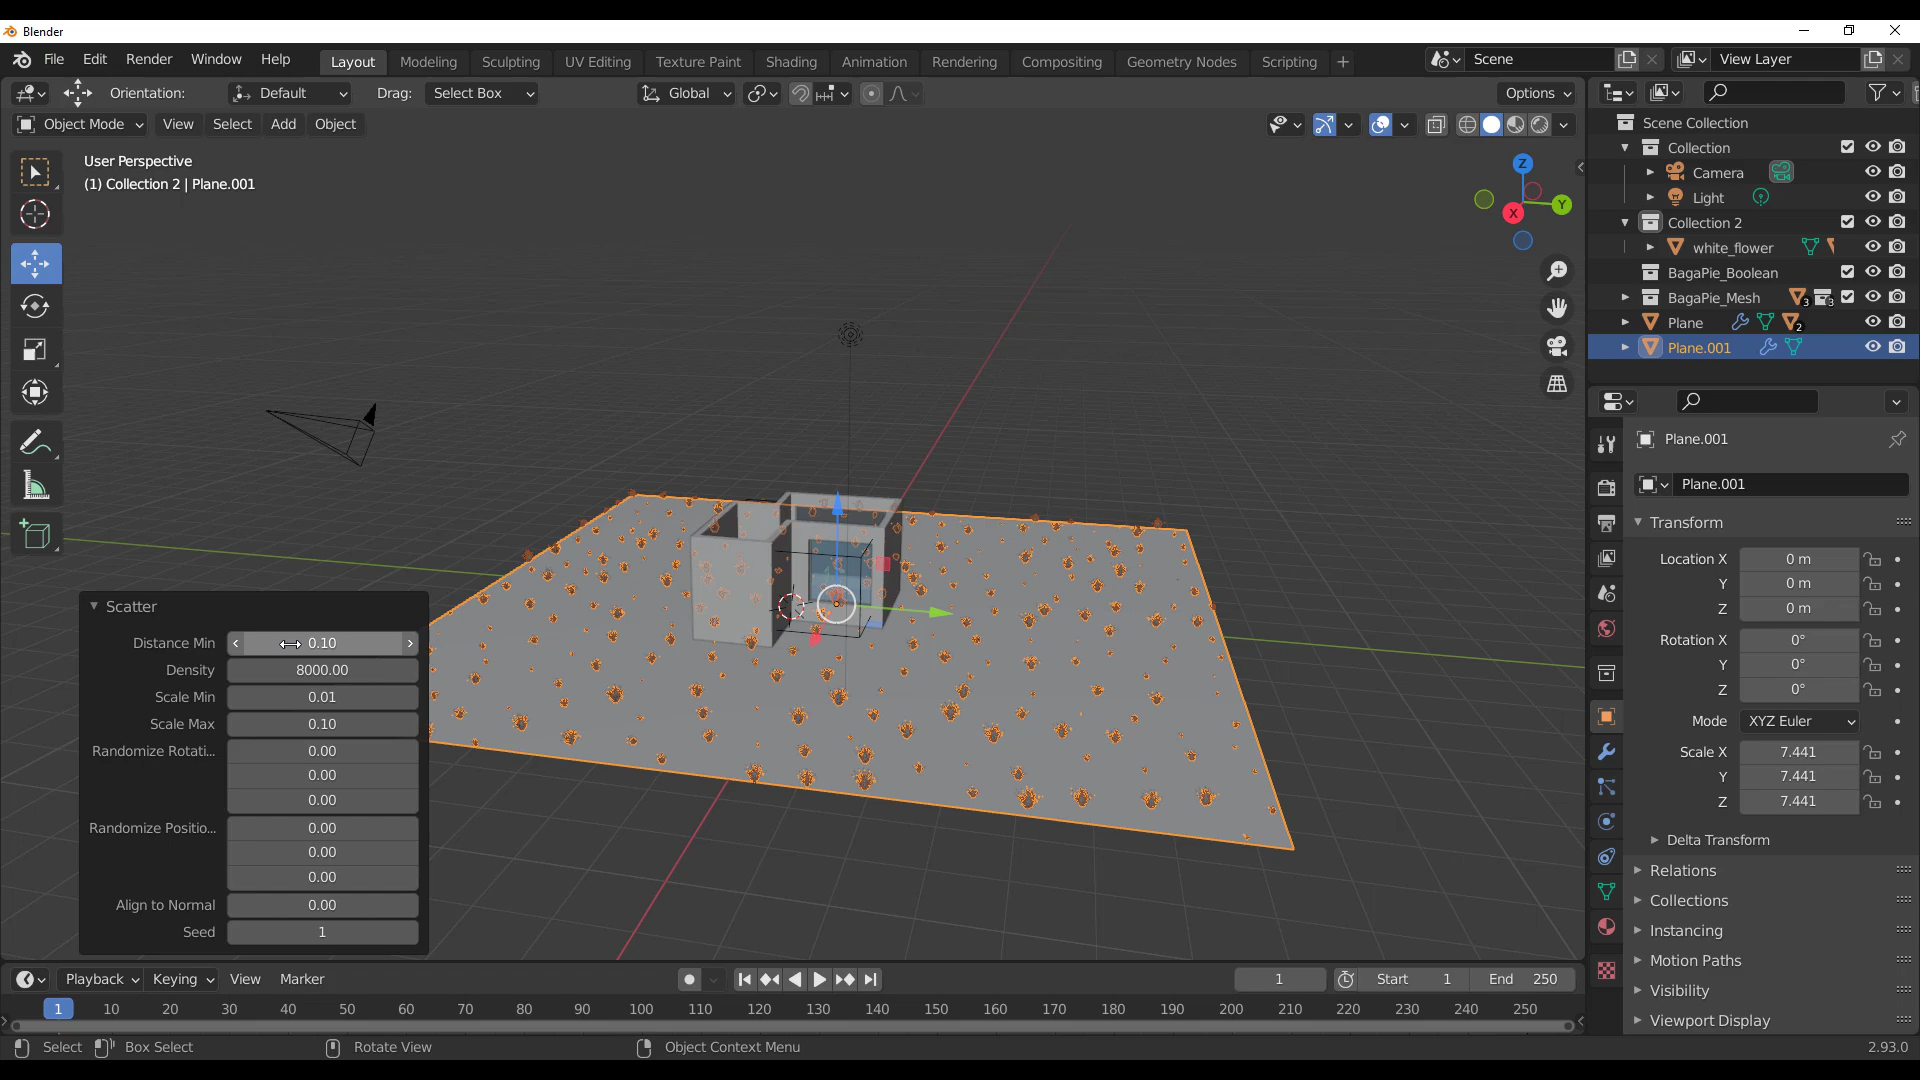 Blender
File Edit Render Window Help Layout Modeling Sculpting UV Editing Texture Paint Shading Animation Rendering Compositing Geometry Nodes Scripting + Scene View Layer
Orientation: Default Drag: Select Box Global Options
Object Mode View Select Add Object
User Perspective
(1) Collection 2 | Plane.001
Z
Y
X
Scatter
Distance Min 0.10
Density 8000.00
Scale Min 0.01
Scale Max 0.10
Randomize Rotati... 0.00
0.00
0.00
Randomize Positio... 0.00
0.00
0.00
Align to Normal 0.00
Seed 1
Scene Collection
Collection
Camera
Light
Collection 2
white_flower
BagaPie_Boolean
BagaPie_Mesh 3 3
Plane 2
Plane.001
Plane.001
Plane.001
Transform
Location X 0 m
Y 0 m
Z 0 m
Rotation X 0°
Y 0°
Z 0°
Mode XYZ Euler
Scale X 7.441
Y 7.441
Z 7.441
Delta Transform
Relations
Collections
Instancing
Motion Paths
Visibility
Viewport Display
Playback Keying View Marker 1 Start 1 End 250
1 10 20 30 40 50 60 70 80 90 100 110 120 130 140 150 160 170 180 190 200 210 220 230 240 250
Select Box Select Rotate View Object Context Menu 2.93.0